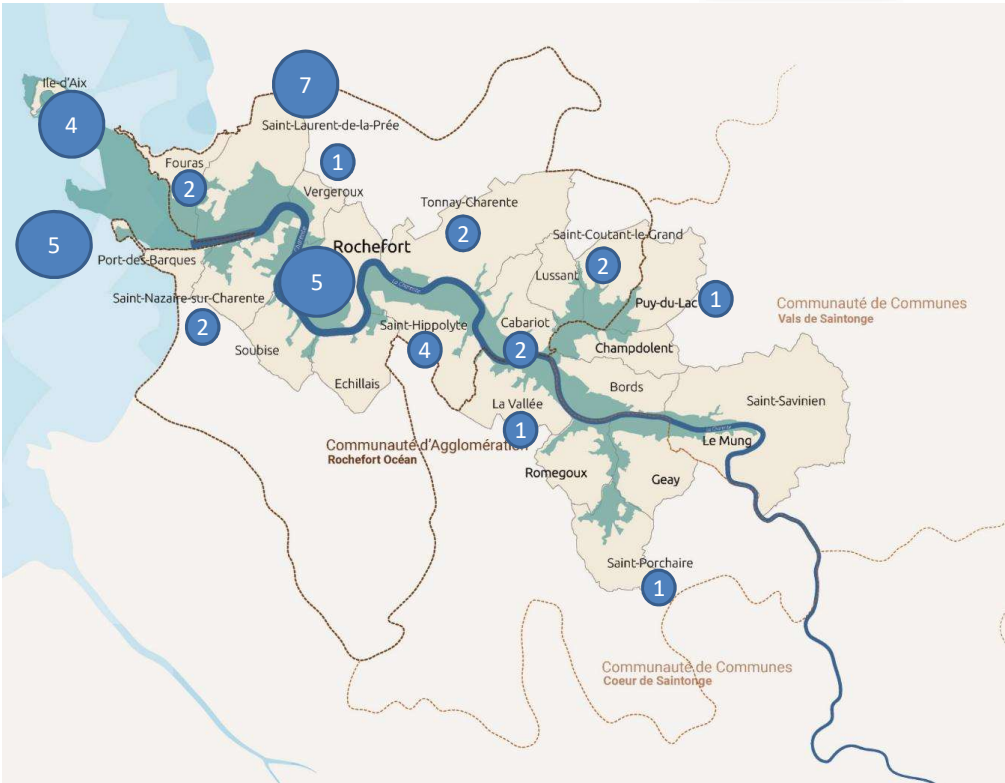 Ile-d'Aix
4
7
Saint-Laurent-de-la-Prée
1
Fouras
2
Vergeroux
Tonnay-Charente
2
5
Port-des-Barques
Rochefort
5
Saint-Coutant-le-Grand
2
Lussant
La Charente
Saint-Nazaire-sur-Charente
2
Puy-du-Lac
1
Communauté de Communes
Vals de Saintonge
Saint-Hippolyte
4
Cabariot
2
Soubise
Champdolent
Echillais
Bords
La Vallée
1
Saint-Savinien
Communauté d'Agglomération
Rochefort Océan
Le Mung
Romegoux
Geay
Saint-Porchaire
1
Communauté de Communes
Coeur de Saintonge